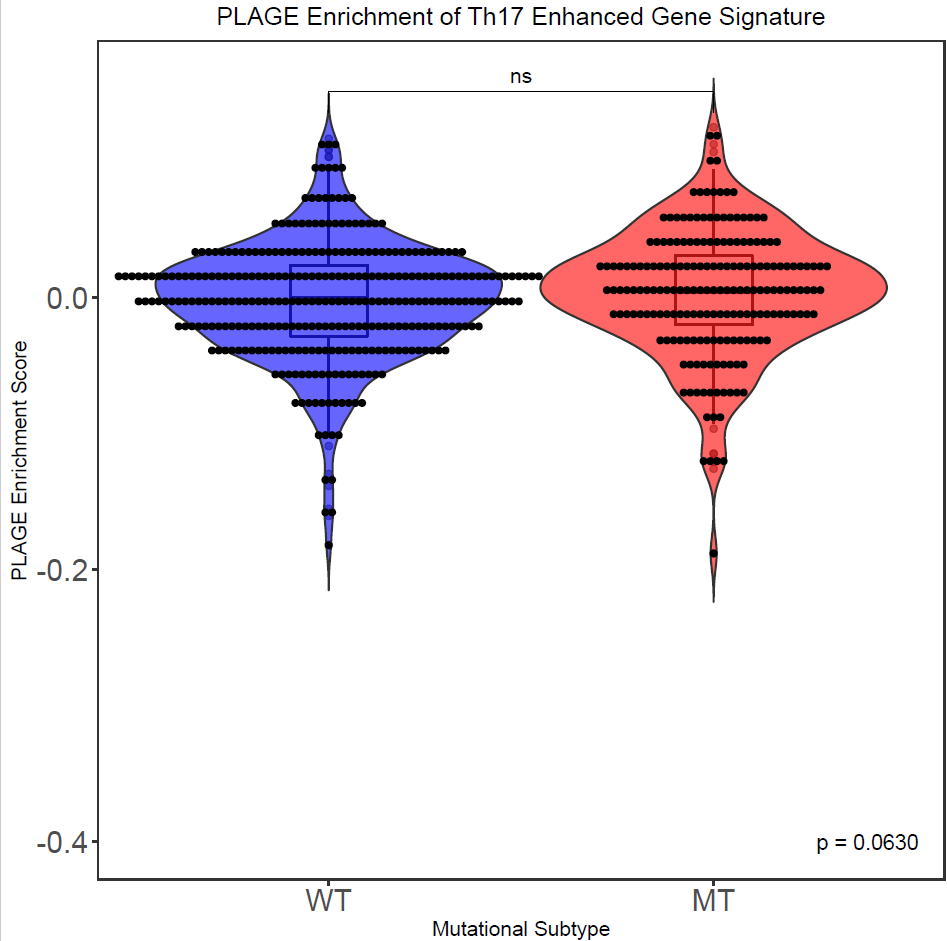 PLAGE Enrichment of Th17 Enhanced Gene Signature
ns
0.0
-0.2
-0.4
PLAGE Enrichment Score
p = 0.0630
WT
MT
Mutational Subtype